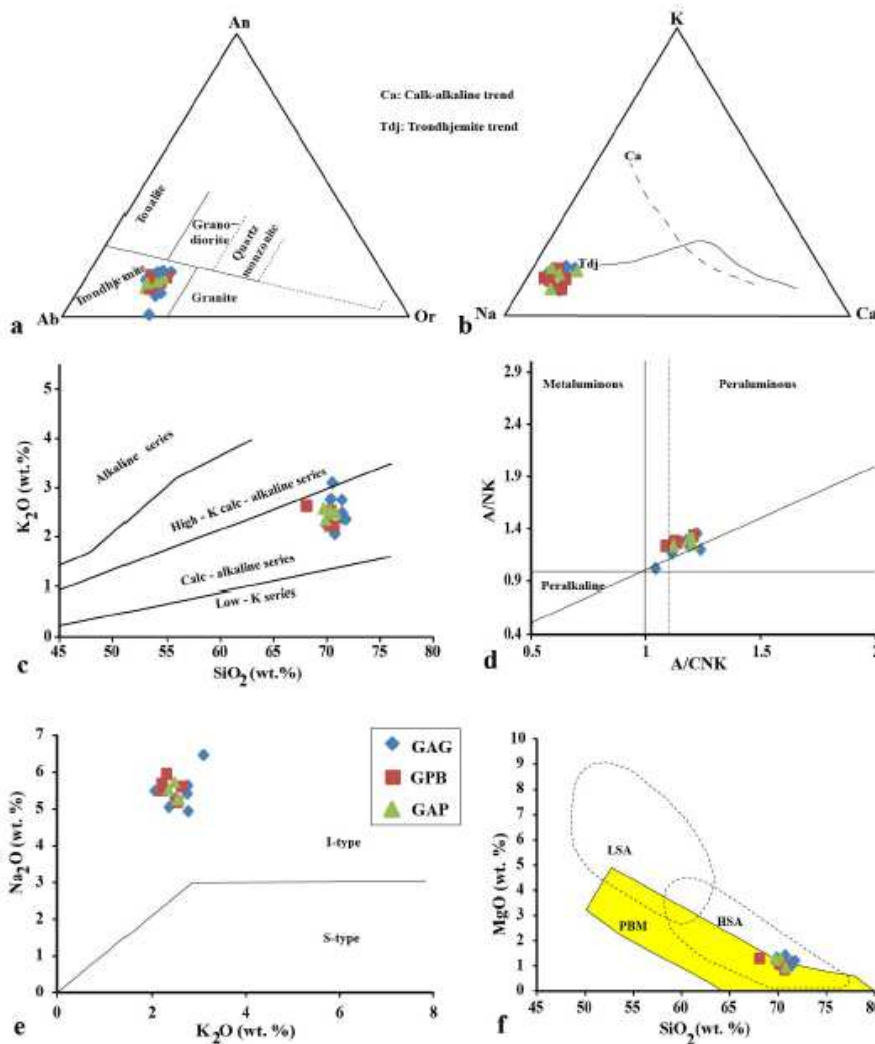 An
K
Ca: Calk-alkaline trend
Tdj: Trondhjemite trend
Tonalite
Grano-
diorite
Quartz
monzonite
Trondhjemite
Granite
Ca
Tdj
a
Ab
Or
b
Na
Ca
K2O (wt.%)
5
4
3
2
1
0
Alkaline series
High - K calc - alkaline series
Calc - alkaline series
Low - K series
45
50
55
60
65
70
75
80
c
SiO2 (wt.%)
A/NK
2.9
2.4
1.9
1.4
0.9
0.4
Metaluminous
Peraluminous
Peralkaline
0.5
1
1.5
2
d
A/CNK
Na2O (wt. %)
7
6
5
4
3
2
1
0
GAG
GPB
GAP
I-type
S-type
0
2
4
6
8
e
K2O (wt. %)
MgO (wt. %)
10
9
8
7
6
5
4
3
2
1
0
LSA
HSA
PBM
45
50
55
60
65
70
75
80
f
SiO2 (wt. %)